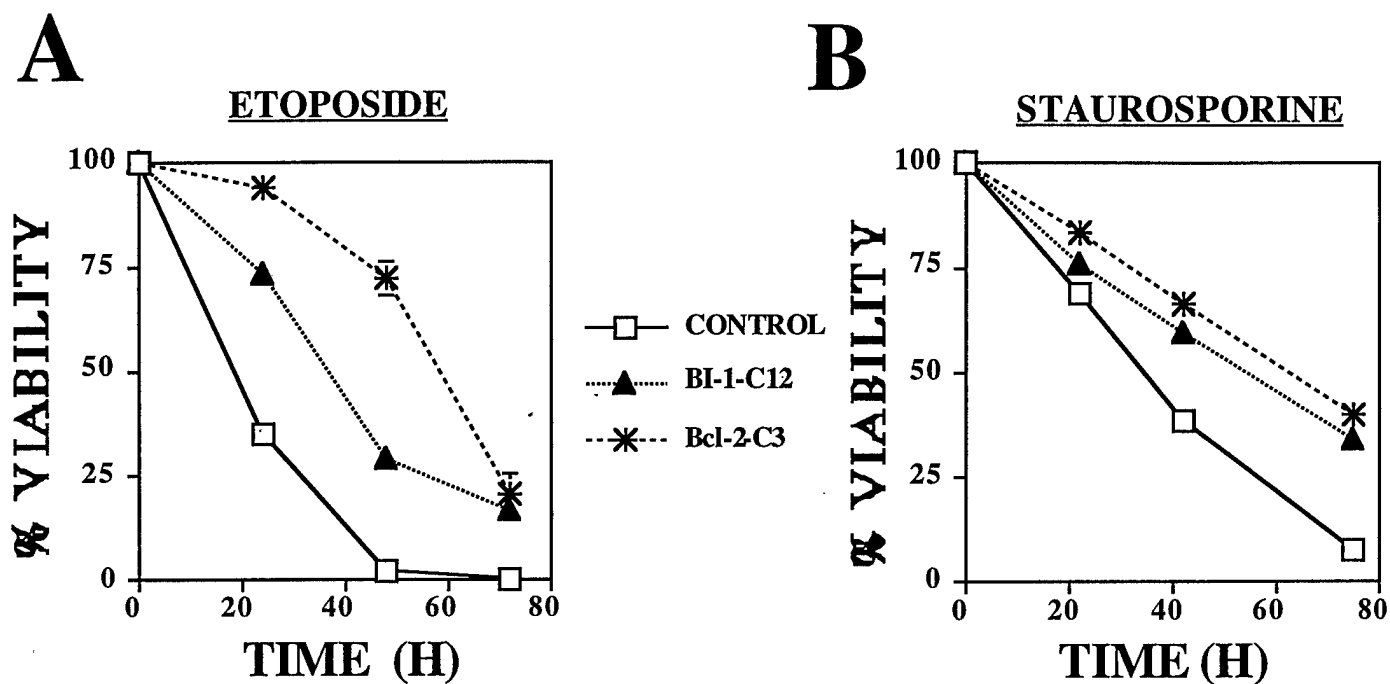 A
ETOPOSIDE
% VIABILITY
100
75
50
25
0
0 20 40 60 80
TIME (H)
CONTROL
BI-1-C12
Bcl-2-C3
B
STAUROSPORINE
% VIABILITY
100
75
50
25
0
0 20 40 60 80
TIME (H)